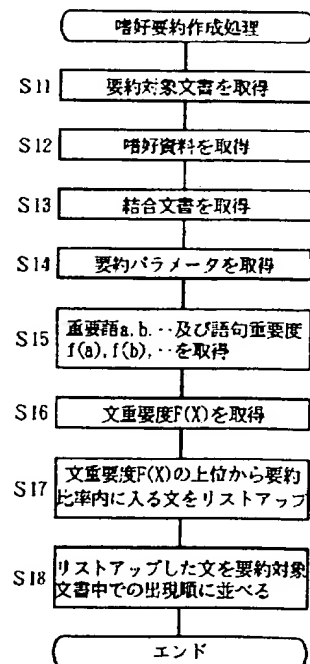 嗜好要約作成処理
S11 要約対象文書を取得
S12 嗜好資料を取得
S13 結合文書を取得
S14 要約パラメータを取得
S15 重要語a,b,‥及び語句重要度
f(a),f(b),‥を取得
S16 文重要度F(X)を取得
S17 文重要度F(X)の上位から要約
比率内に入る文をリストアップ
S18 リストアップした文を要約対象
文書中での出現順に並べる
エンド